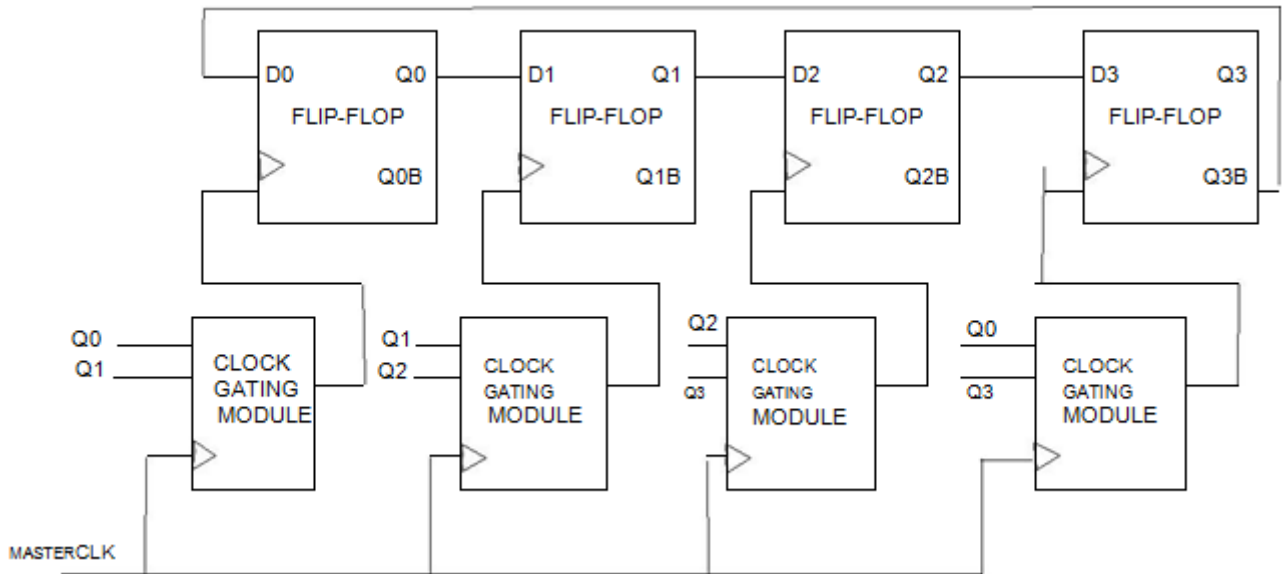 D0 Q0 D1 Q1 D2 Q2 D3 Q3
FLIP-FLOP FLIP-FLOP FLIP-FLOP FLIP-FLOP
Q0B Q1B Q2B Q3B
Q0
Q1
CLOCK
GATING
MODULE
Q1
Q2
CLOCK
GATING
MODULE
Q2
Q3
CLOCK
GATING
MODULE
Q0
Q3
CLOCK
GATING
MODULE
MASTERCLK